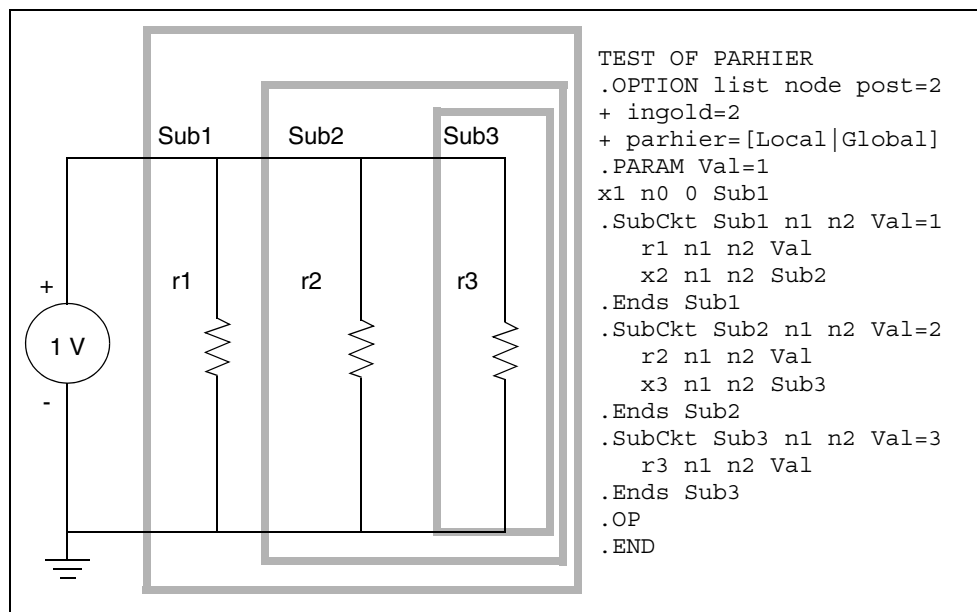 Sub1 Sub2 Sub3
r1 r2 r3
+
1 V
-
TEST OF PARHIER
.OPTION list node post=2
+ ingold=2
+ parhier=[Local|Global]
.PARAM Val=1
x1 n0 0 Sub1
.SubCkt Sub1 n1 n2 Val=1
r1 n1 n2 Val
x2 n1 n2 Sub2
.Ends Sub1
.SubCkt Sub2 n1 n2 Val=2
r2 n1 n2 Val
x3 n1 n2 Sub3
.Ends Sub2
.SubCkt Sub3 n1 n2 Val=3
r3 n1 n2 Val
.Ends Sub3
.OP
.END